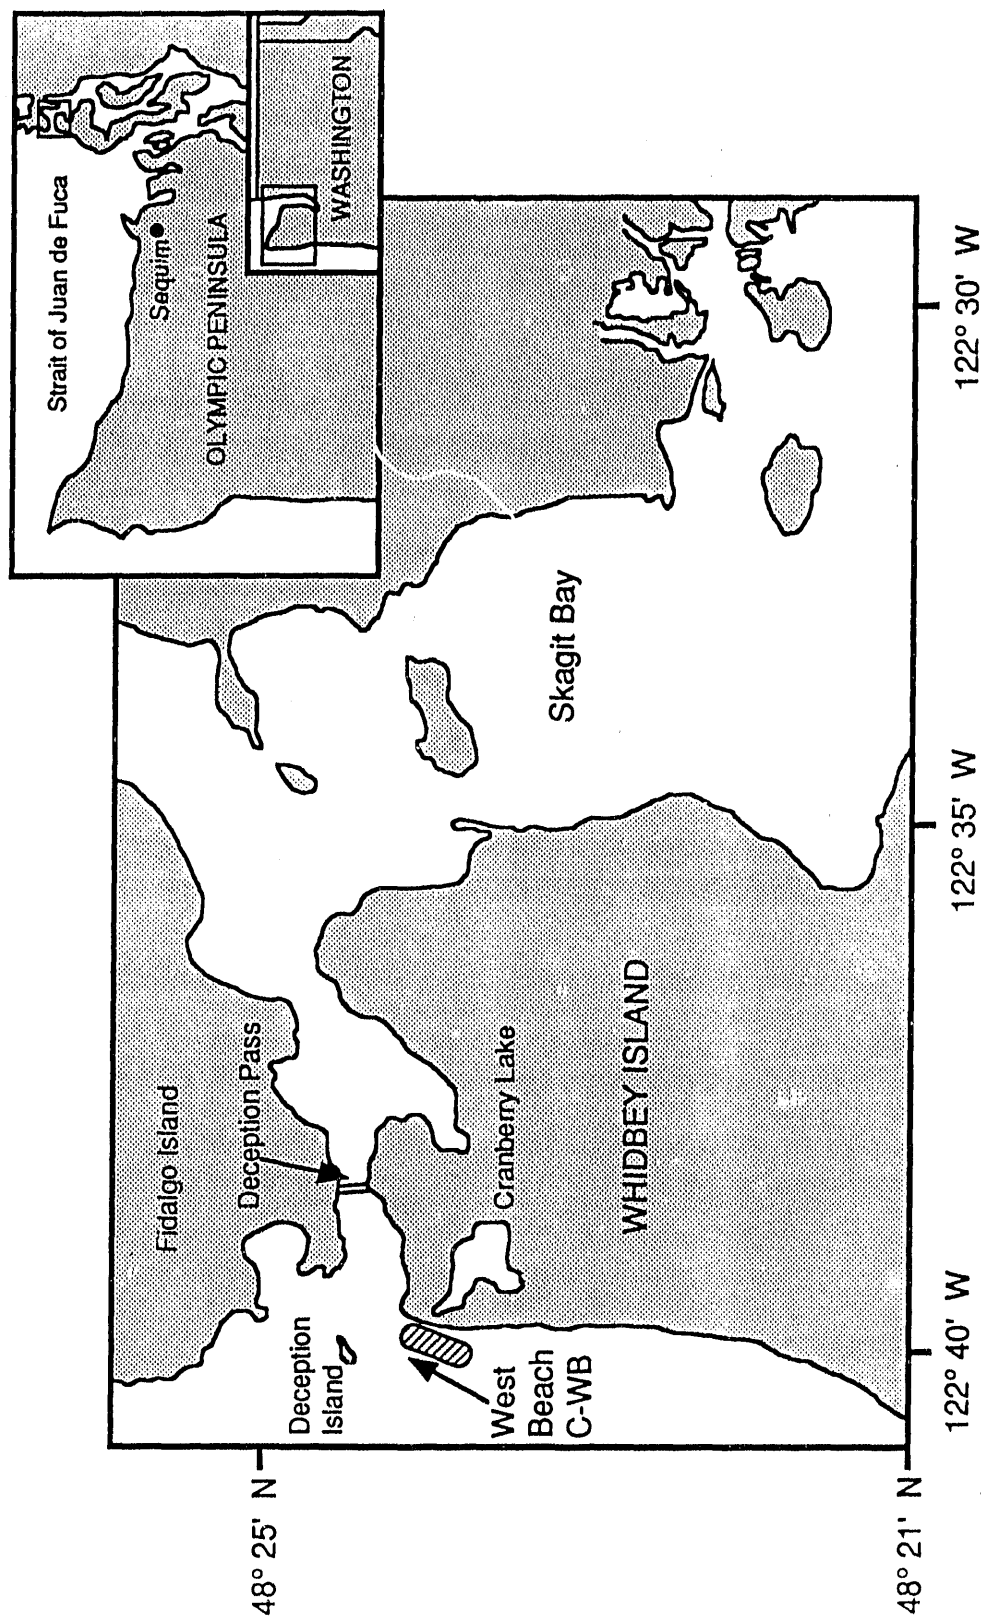 Strait of Juan de Fuca
Sequim
OLYMPIC PENINSULA
WASHINGTON
Fidalgo Island
Deception Pass
Deception
Island
West
Beach
C-WB
Cranberry Lake
WHIDBEY ISLAND
Skagit Bay
48° 25' N
48° 21' N
122° 40' W
122° 35' W
122° 30' W